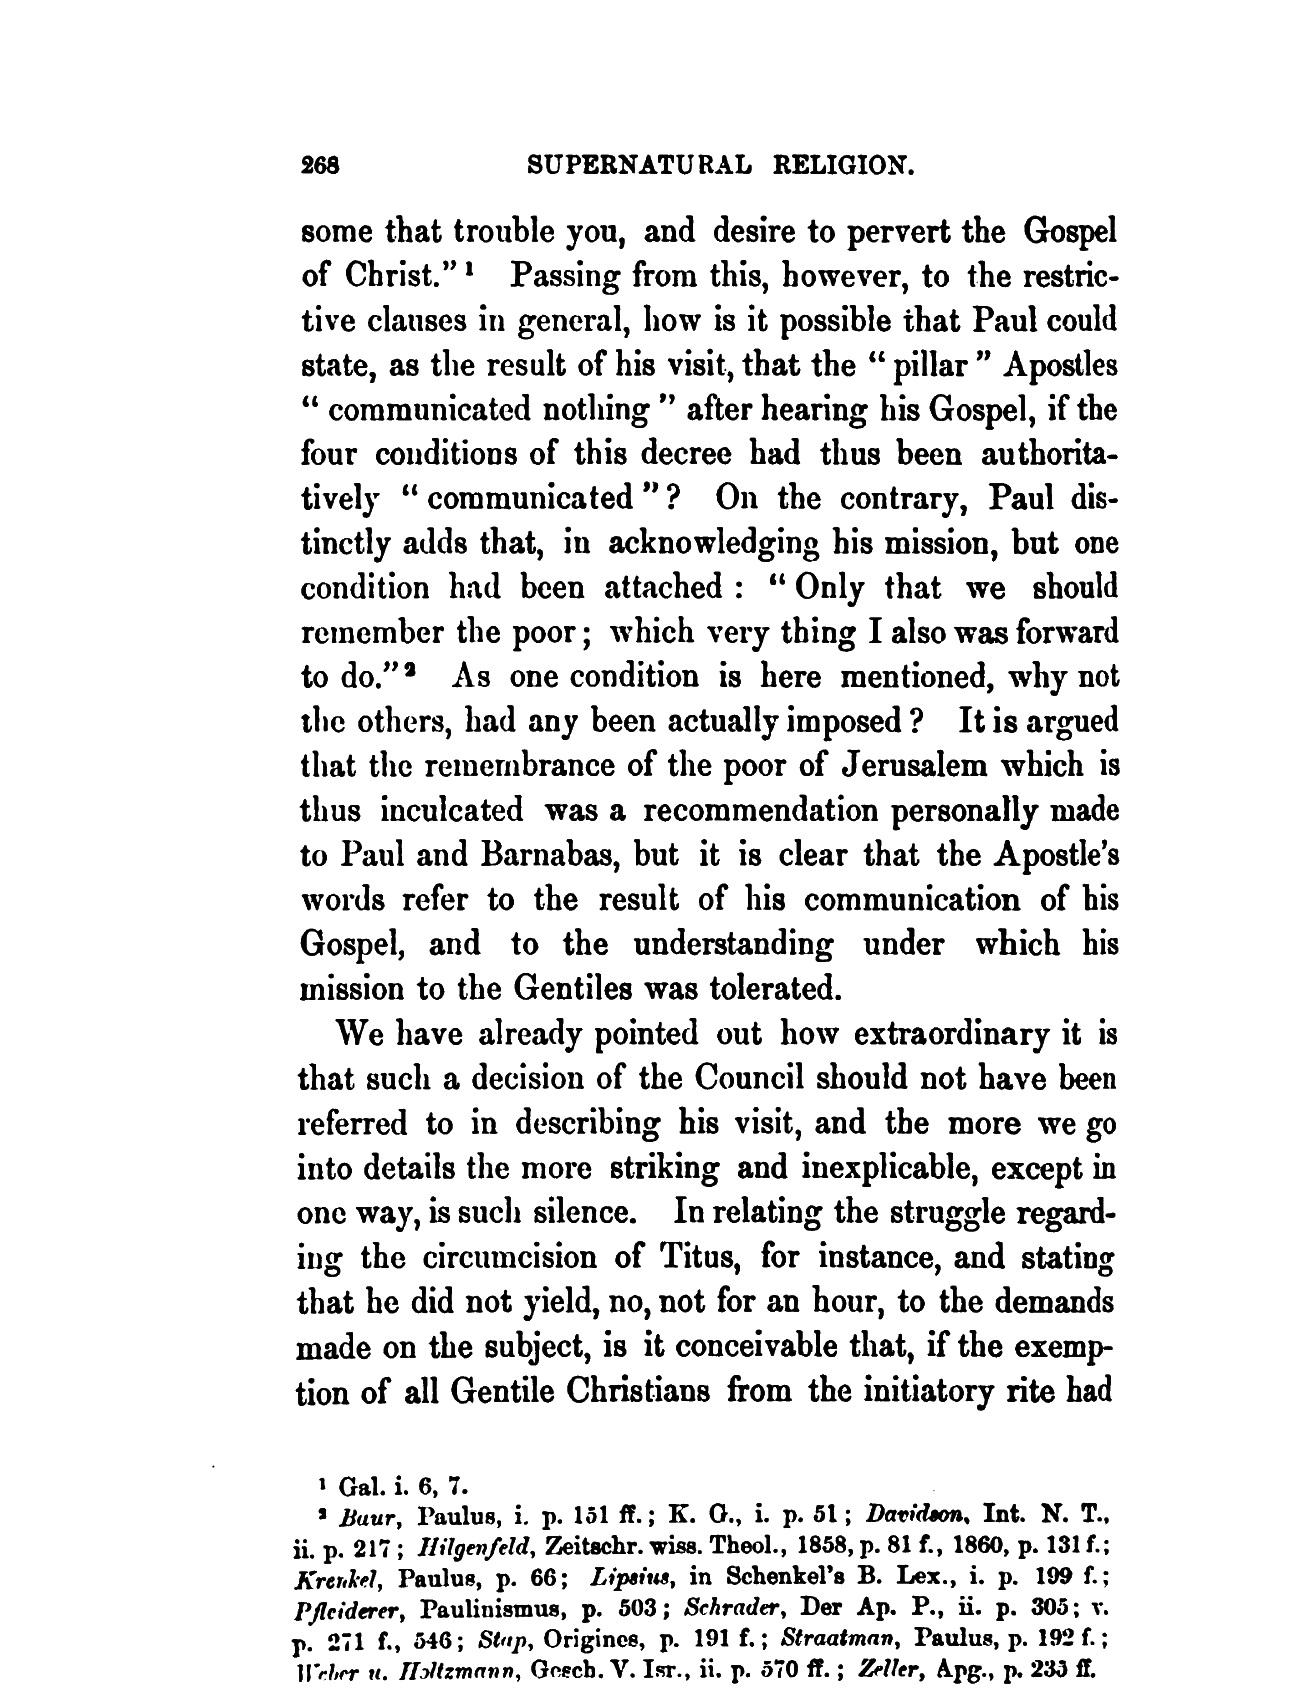 268 SUPERNATURAL RELIGION.
some that trouble you, and desire to pervert the Gospel
of Christ.” ¹ Passing from this, however, to the restric-
tive clauses in general, how is it possible that Paul could
state, as the result of his visit, that the “ pillar ” Apostles
“ communicated nothing ” after hearing his Gospel, if the
four conditions of this decree had thus been authorita-
tively “ communicated ” ? On the contrary, Paul dis-
tinctly adds that, in acknowledging his mission, but one
condition had been attached : “ Only that we should
remember the poor ; which very thing I also was forward
to do.” ² As one condition is here mentioned, why not
the others, had any been actually imposed ? It is argued
that the remembrance of the poor of Jerusalem which is
thus inculcated was a recommendation personally made
to Paul and Barnabas, but it is clear that the Apostle’s
words refer to the result of his communication of his
Gospel, and to the understanding under which his
mission to the Gentiles was tolerated.
We have already pointed out how extraordinary it is
that such a decision of the Council should not have been
referred to in describing his visit, and the more we go
into details the more striking and inexplicable, except in
one way, is such silence. In relating the struggle regard-
ing the circumcision of Titus, for instance, and stating
that he did not yield, no, not for an hour, to the demands
made on the subject, is it conceivable that, if the exemp-
tion of all Gentile Christians from the initiatory rite had
¹ Gal. i. 6, 7.
² Baur, Paulus, i. p. 151 ff. ; K. G., i. p. 51 ; Davidson, Int. N. T.,
ii. p. 217 ; Hilgenfeld, Zeitschr. wiss. Theol., 1858, p. 81 f., 1860, p. 131 f. ;
Krenkel, Paulus, p. 66 ; Lipsius, in Schenkel’s B. Lex., i. p. 199 f. ;
Pfleiderer, Paulinismus, p. 503 ; Schrader, Der Ap. P., ii. p. 305 ; v.
p. 271 f., 546 ; Stap, Origines, p. 191 f. ; Straatman, Paulus, p. 192 f. ;
Weber u. Holtzmann, Gesch. V. Isr., ii. p. 570 ff. ; Zeller, Apg., p. 235 ff.